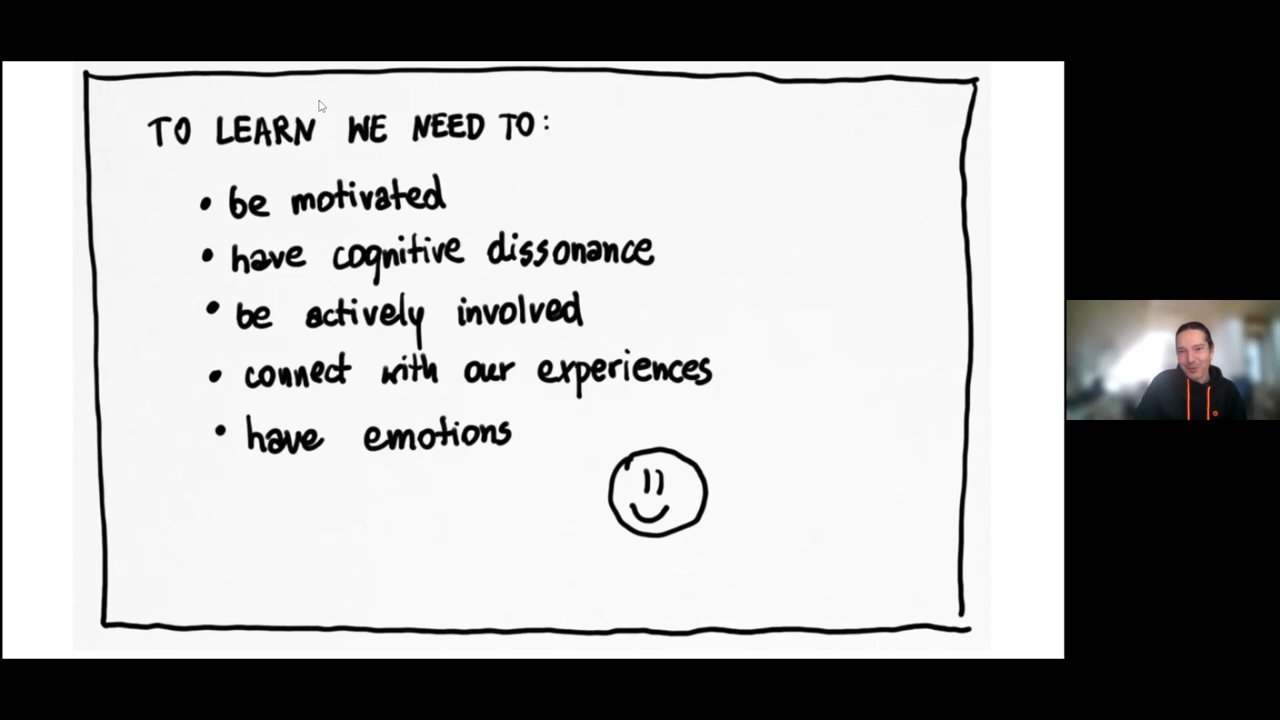 TO LEARN WE NEED TO:
• be motivated
• have cognitive dissonance
• be actively involved
• connect with our experiences
• have emotions